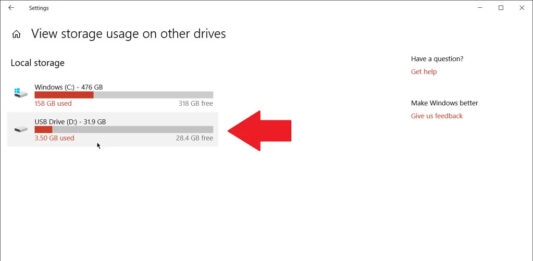 Settings
View storage usage on other drives
Local storage
Windows (C:) - 476 GB
158 GB used 318 GB free
USB Drive (D:) - 31.9 GB
3.50 GB used 28.4 GB free
Have a question?
Get help
Make Windows better
Give us feedback